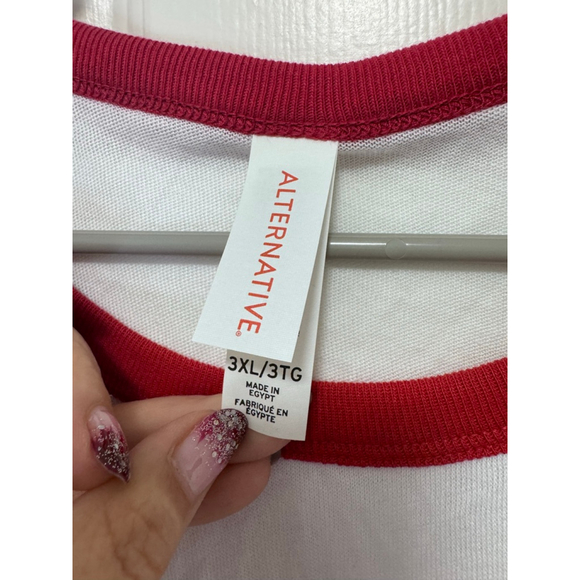 ALTERNATIVE®
3XL/3TG
MADE IN
EGYPT
FABRIQUÉ EN
ÉGYPTE